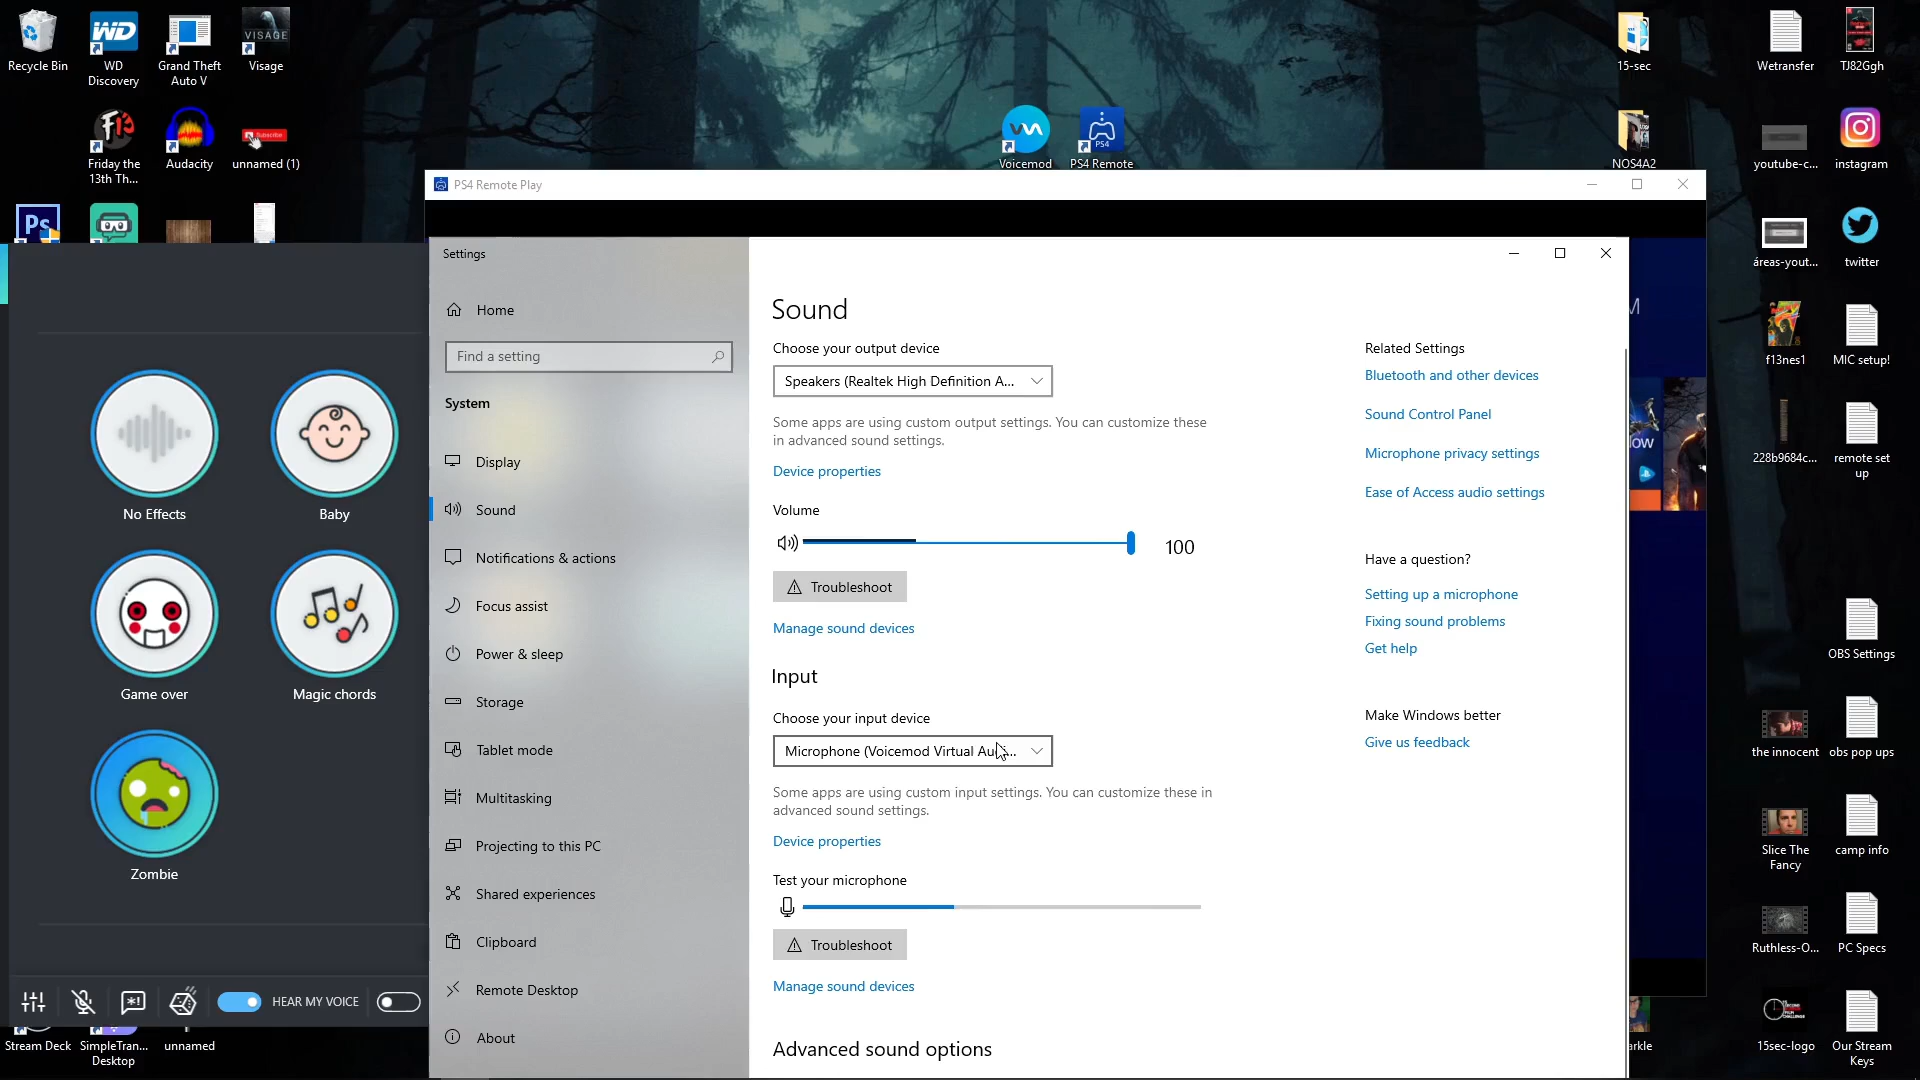 Recycle Bin
WD
Discovery
Grand Theft
Auto V
VISAGE
Visage
Friday the
13th Th...
Audacity
Subscribe
unnamed (1)
Ps
Voicemod
PS4
PS4 Remote
15-sec
NOS4A2
Wetransfer
TJ82Ggh
youtube-c...
instagram
áreas-yout...
twitter
f13nes1
MIC setup!
228b9684c...
remote set
up
OBS Settings
the innocent
obs pop ups
Slice The
Fancy
camp info
Ruthless-O...
PC Specs
15sec-logo
Our Stream
Keys
PS4 Remote Play
No Effects
Baby
Game over
Magic chords
Zombie
HEAR MY VOICE
Stream Deck
SimpleTran...
Desktop
unnamed
Settings
Home
Find a setting
System
Display
Sound
Notifications & actions
Focus assist
Power & sleep
Storage
Tablet mode
Multitasking
Projecting to this PC
Shared experiences
Clipboard
Remote Desktop
About
Sound
Choose your output device
Speakers (Realtek High Definition A...
Some apps are using custom output settings. You can customize these
in advanced sound settings.
Device properties
Volume
100
Troubleshoot
Manage sound devices
Input
Choose your input device
Microphone (Voicemod Virtual Au...
Some apps are using custom input settings. You can customize these in
advanced sound settings.
Device properties
Test your microphone
Troubleshoot
Manage sound devices
Advanced sound options
Related Settings
Bluetooth and other devices
Sound Control Panel
Microphone privacy settings
Ease of Access audio settings
Have a question?
Setting up a microphone
Fixing sound problems
Get help
Make Windows better
Give us feedback